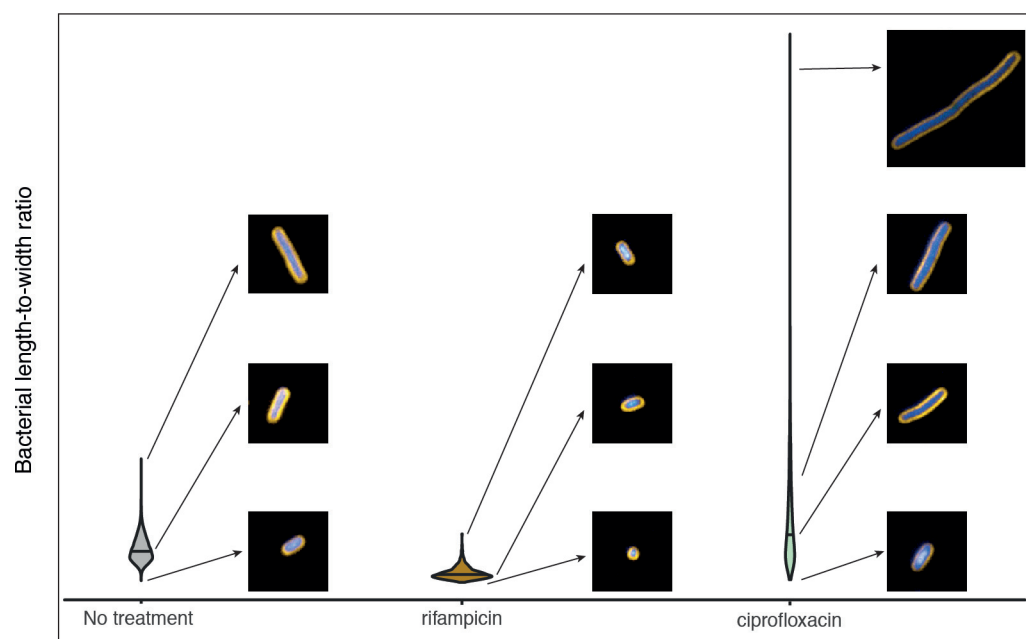 Bacterial length-to-width ratio
No treatment
rifampicin
ciprofloxacin